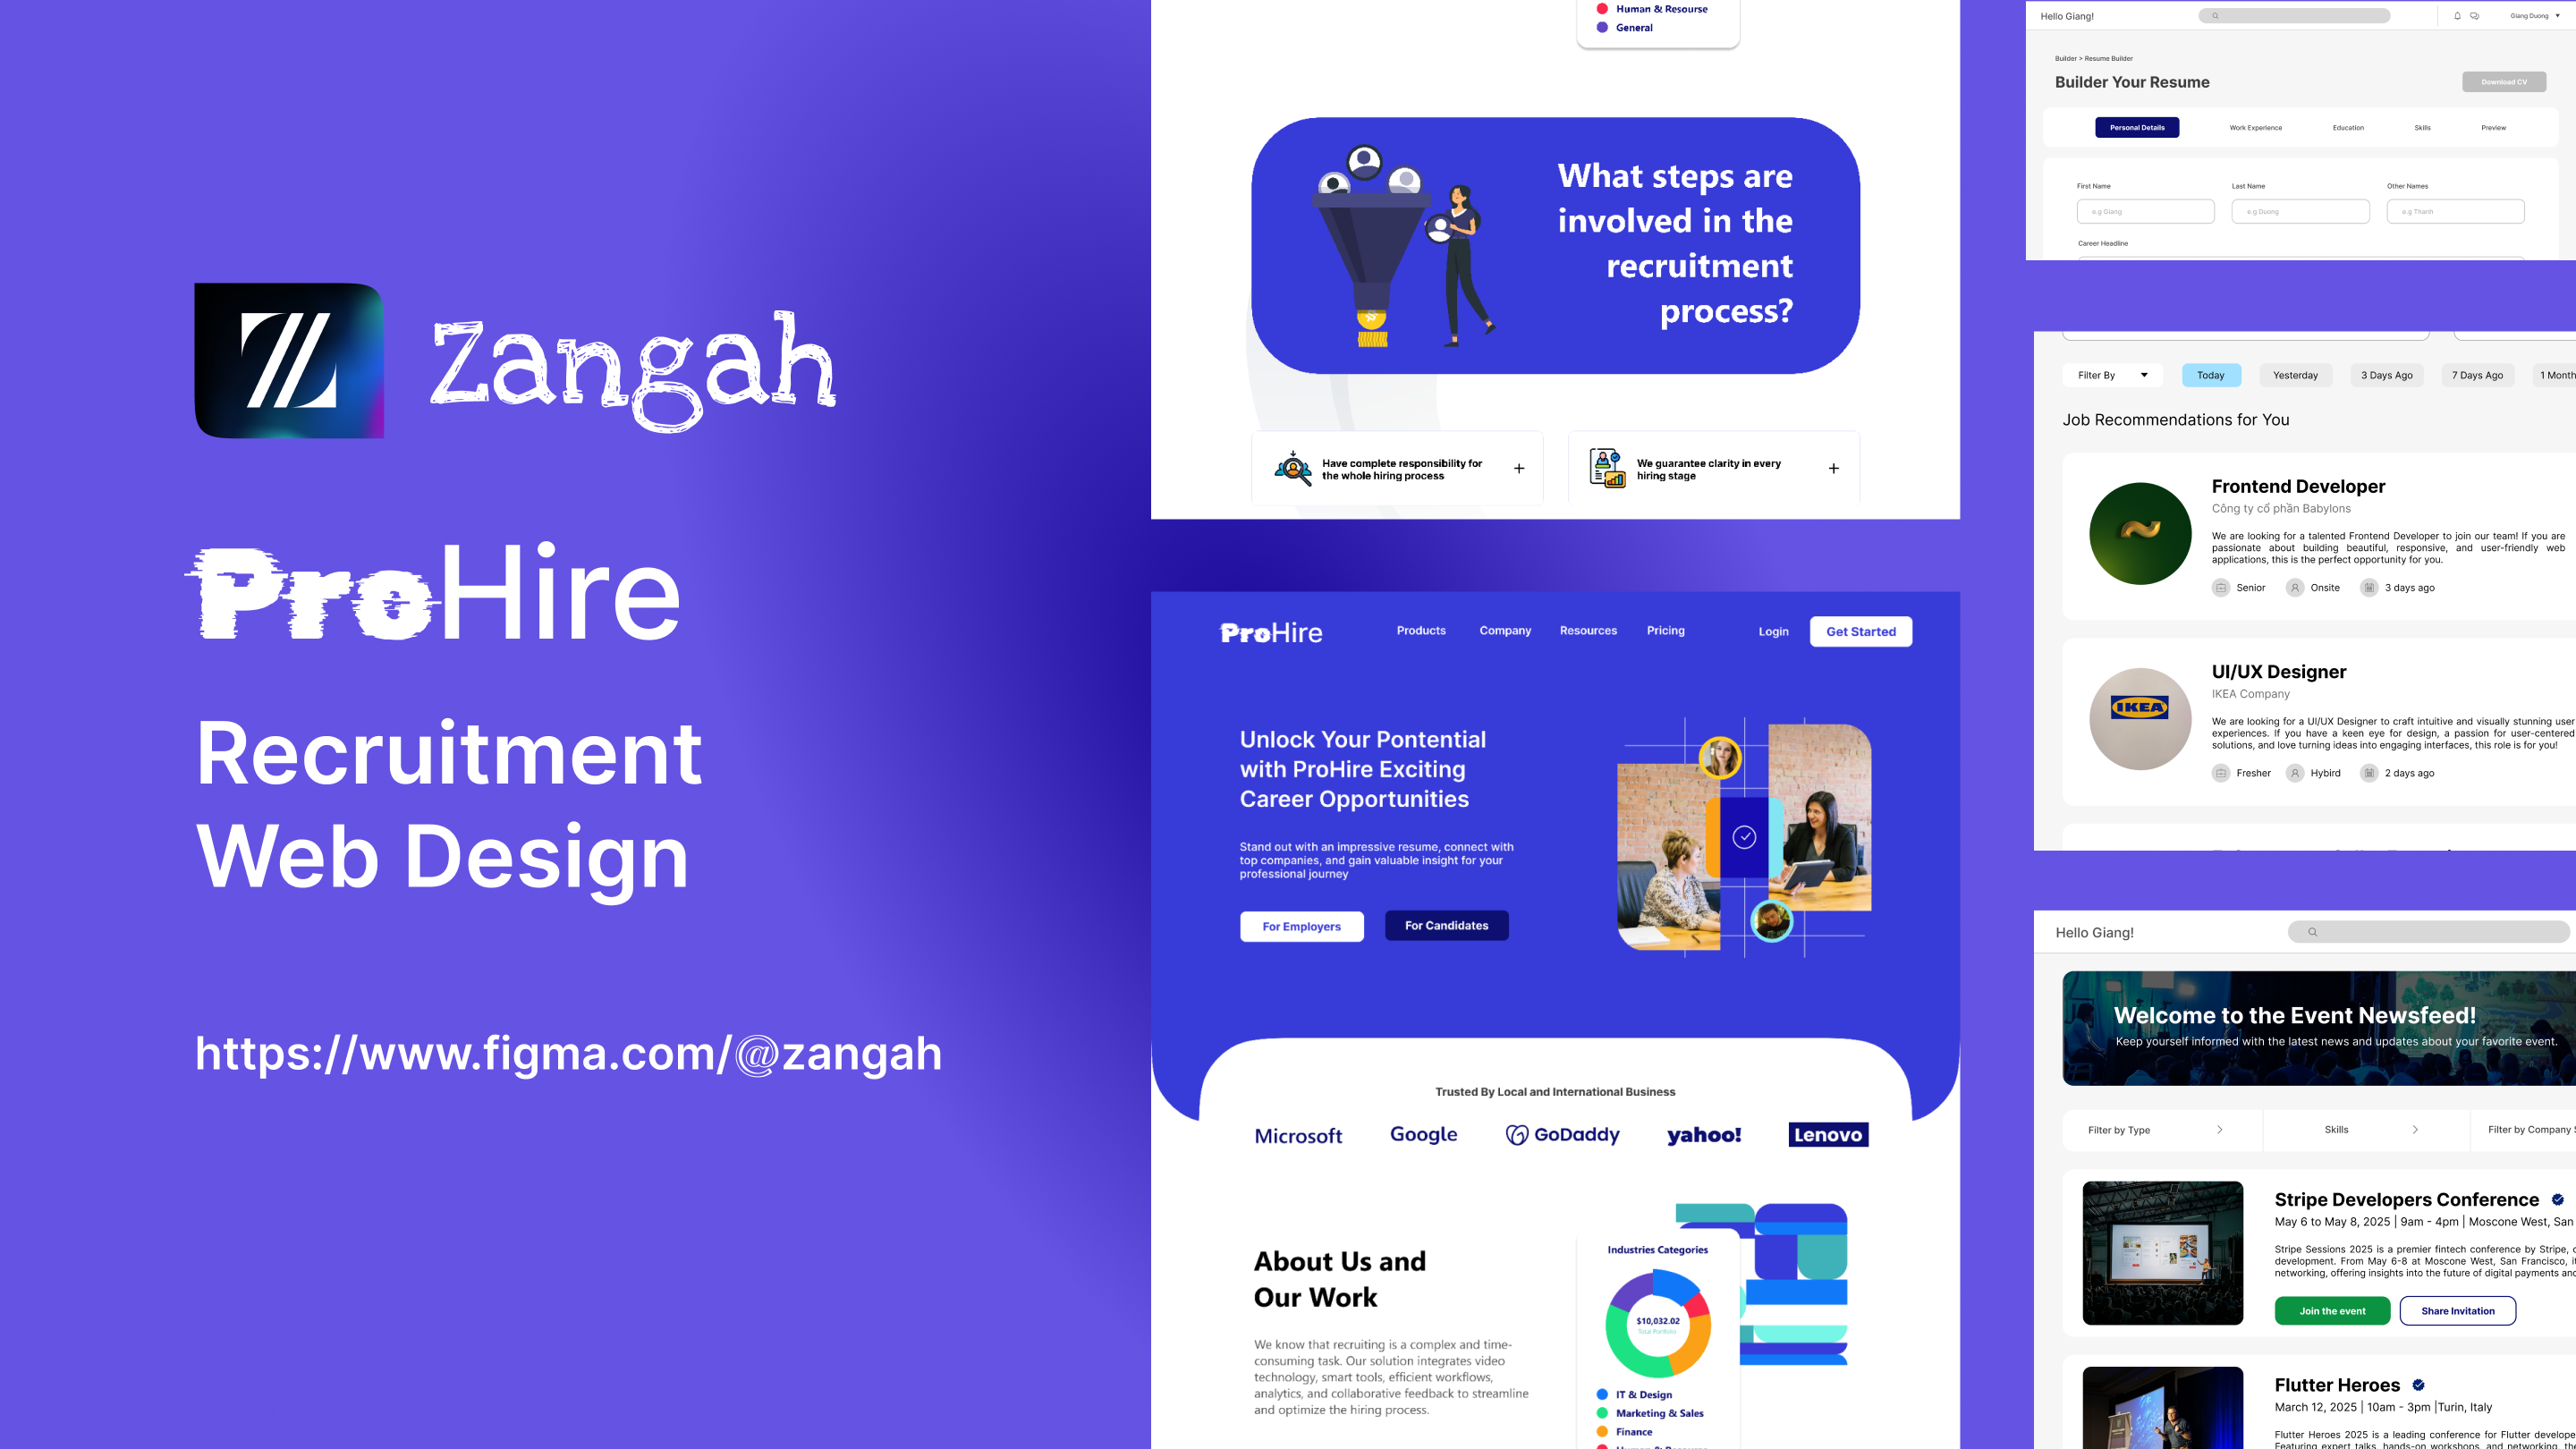 Zangah
ProHire
Recruitment
Web Design
https://www.figma.com/@zangah
Human & Resourse
General
What steps are
involved in the
recruitment
process?
Have complete responsibility for
the whole hiring process
We guarantee clarity in every
hiring stage
ProHire
Products
Company
Resources
Pricing
Login
Get Started
Unlock Your Pontential
with ProHire Exciting
Career Opportunities
Stand out with an impressive resume, connect with
top companies, and gain valuable insight for your
professional journey
For Employers
For Candidates
Trusted By Local and International Business
Microsoft
Google
GoDaddy
yahoo!
Lenovo
About Us and
Our Work
We know that recruiting is a complex and time-
consuming task. Our solution integrates video
technology, smart tools, efficient workflows,
analytics, and collaborative feedback to streamline
and optimize the hiring process.
Industries Categories
$10,032.02
Total Portfolio
IT & Design
Marketing & Sales
Finance
Hello Giang!
Giang Duong
Builder > Resume Builder
Builder Your Resume
Download CV
Personal Details
Work Experience
Education
Skills
Preview
First Name
Last Name
Other Names
e.g Giang
e.g Duong
e.g Thanh
Career Headline
Filter By
Today
Yesterday
3 Days Ago
7 Days Ago
1 Month
Job Recommendations for You
Frontend Developer
Công ty cổ phần Babylons
We are looking for a talented Frontend Developer to join our team! If you are
passionate about building beautiful, responsive, and user-friendly web
applications, this is the perfect opportunity for you.
Senior
Onsite
3 days ago
IKEA
UI/UX Designer
IKEA Company
We are looking for a UI/UX Designer to craft intuitive and visually stunning user
experiences. If you have a keen eye for design, a passion for user-centered
solutions, and love turning ideas into engaging interfaces, this role is for you!
Fresher
Hybird
2 days ago
Hello Giang!
Welcome to the Event Newsfeed!
Keep yourself informed with the latest news and updates about your favorite event.
Filter by Type
Skills
Filter by Company
Stripe Developers Conference
May 6 to May 8, 2025 | 9am - 4pm | Moscone West, San
Stripe Sessions 2025 is a premier fintech conference by Stripe,
development. From May 6-8 at Moscone West, San Francisco,
networking, offering insights into the future of digital payments
Join the event
Share Invitation
Flutter Heroes
March 12, 2025 | 10am - 3pm |Turin, Italy
Flutter Heroes 2025 is a leading conference for Flutter
Featuring expert talks, hands-on workshops, and networking,